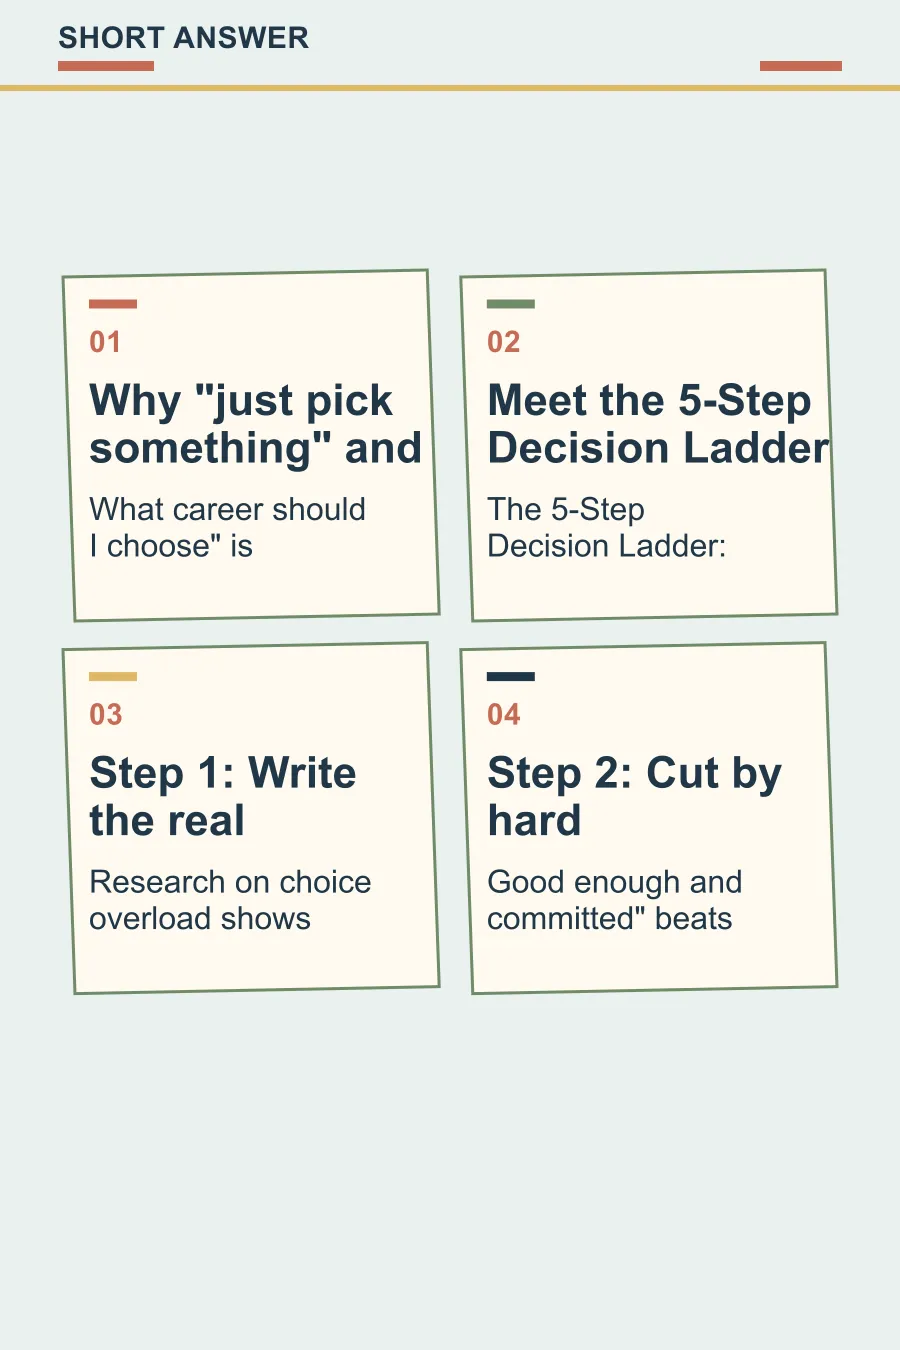 SHORT ANSWER
01
Why "just pick
something" and
What career should
I choose" is
02
Meet the 5-Step
Decision Ladder
The 5-Step
Decision Ladder:
03
Step 1: Write
the real
Research on choice
overload shows
04
Step 2: Cut by
hard
Good enough and
committed" beats